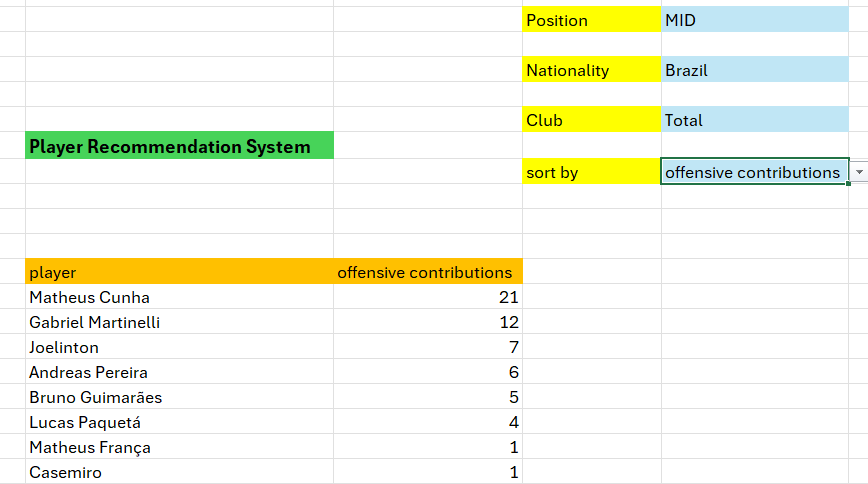 Position MID
Nationality Brazil
Club Total
Player Recommendation System
sort by offensive contributions
player offensive contributions
Matheus Cunha 21
Gabriel Martinelli 12
Joelinton 7
Andreas Pereira 6
Bruno Guimarães 5
Lucas Paquetá 4
Matheus França 1
Casemiro 1